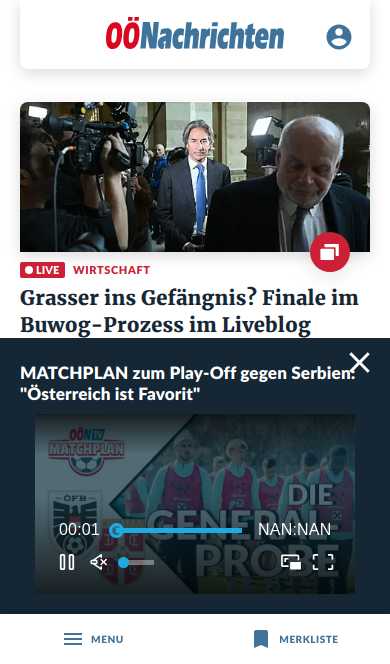 OÖNachrichten
LIVE WIRTSCHAFT
Grasser ins Gefängnis? Finale im
Buwog-Prozess im Liveblog
MATCHPLAN zum Play-Off gegen Serbien:
"Österreich ist Favorit"
OÖN TV
MATCHPLAN
ÖFB
DIE
GENERAL-
PROBE
00:01 NAN:NAN
MENU MERKLISTE